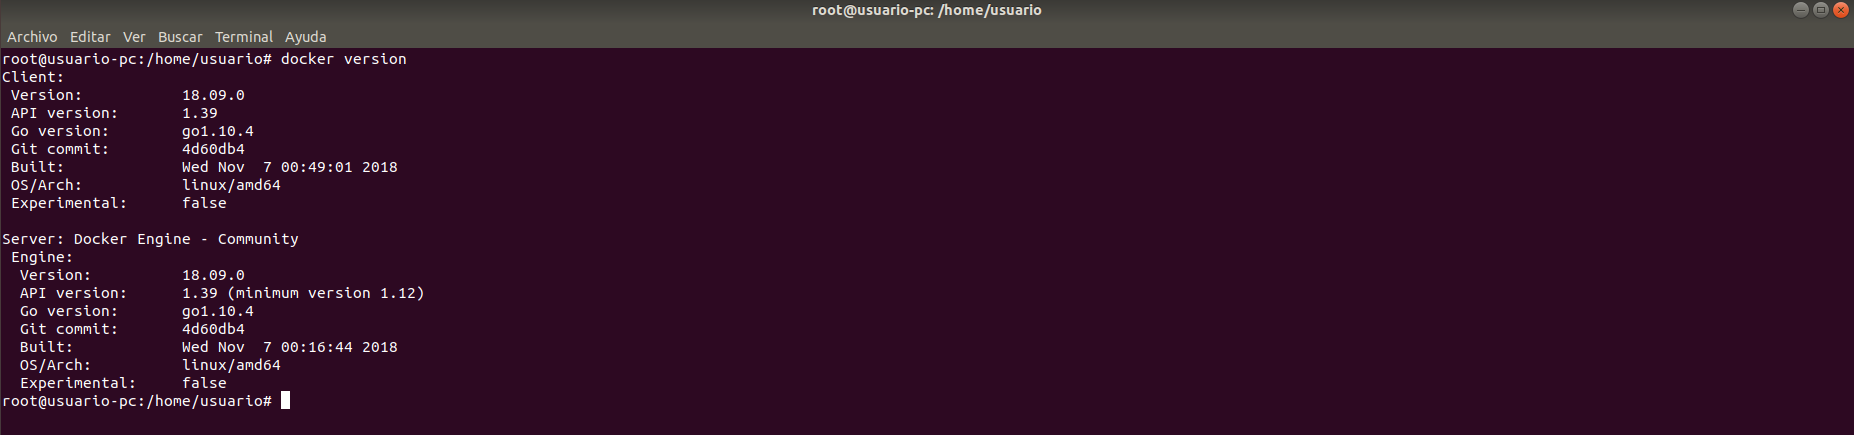 root@usuario-pc: /home/usuario
Archivo Editar Ver Buscar Terminal Ayuda
root@usuario-pc:/home/usuario# docker version
Client:
 Version:           18.09.0
 API version:       1.39
 Go version:        go1.10.4
 Git commit:        4d60db4
 Built:             Wed Nov  7 00:49:01 2018
 OS/Arch:           linux/amd64
 Experimental:      false

Server: Docker Engine - Community
 Engine:
  Version:          18.09.0
  API version:      1.39 (minimum version 1.12)
  Go version:       go1.10.4
  Git commit:       4d60db4
  Built:            Wed Nov  7 00:16:44 2018
  OS/Arch:          linux/amd64
  Experimental:     false
root@usuario-pc:/home/usuario#